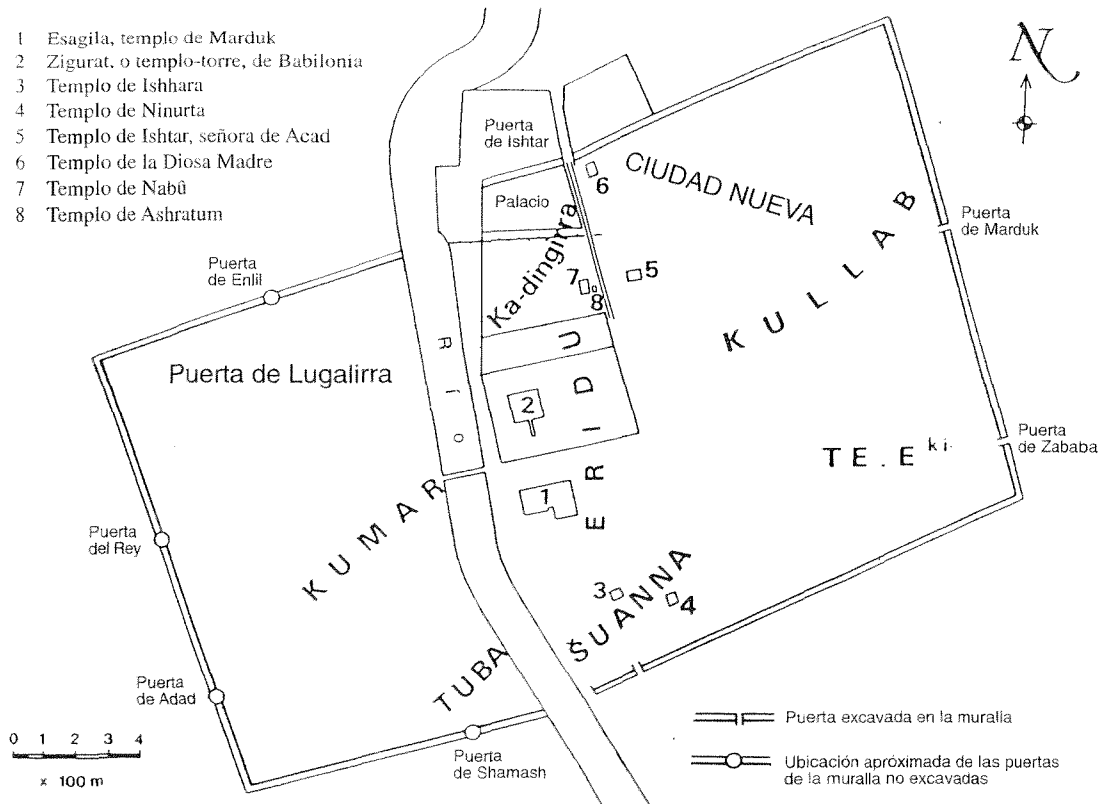 1 Esagila, templo de Marduk
2 Zigurat, o templo-torre, de Babilonia
3 Templo de Ishhara
4 Templo de Ninurta
5 Templo de Ishtar, señora de Acad
6 Templo de la Diosa Madre
7 Templo de Nabû
8 Templo de Ashratum
N
Puerta
de Ishtar
6
CIUDAD NUEVA
Palacio
Ka-dingirra
KULLAB
Puerta
de Marduk
Puerta
de Enlil
7
8
5
Río
Puerta de Lugalirra
2
ERIDU
TE.E ki.
Puerta
de Zababa
1
KUMAR
Puerta
del Rey
3
4
ŠUANNA
TUBA
Puerta
de Adad
Puerta
de Shamash
0 1 2 3 4
× 100 m
Puerta excavada en la muralla
Ubicación apróximada de las puertas
de la muralla no excavadas